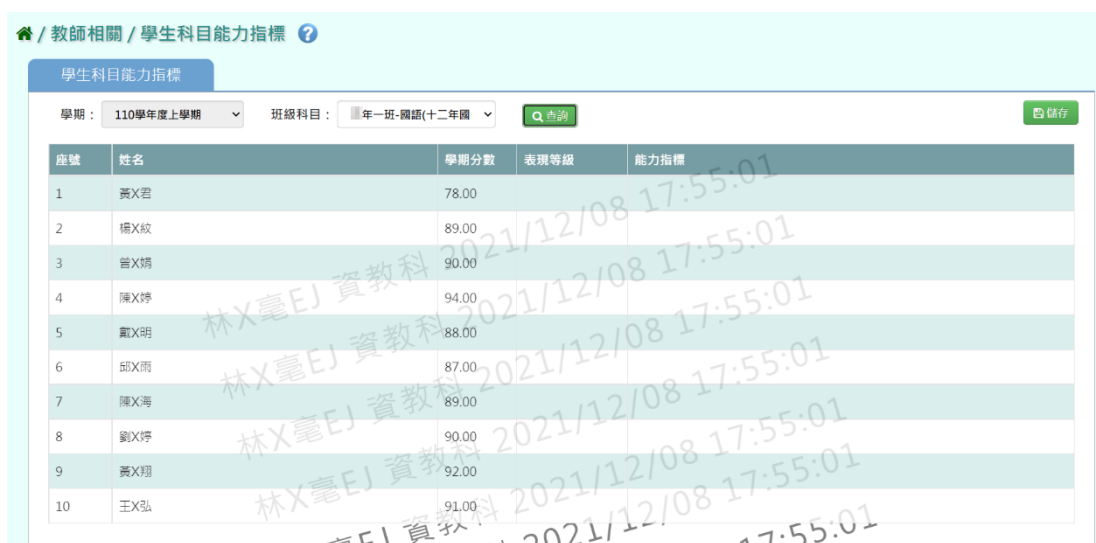 / 教師相關 / 學生科目能力指標 ?
學生科目能力指標
學期： 110學年度上學期 班級科目： 年一班-國語(十二年國 查詢 儲存
座號 姓名 學期分數 表現等級 能力指標
1 黃X君 78.00
2 楊X紋 89.00
3 曾X娟 90.00
4 陳X婷 94.00
5 戴X明 88.00
6 邱X雨 87.00
7 陳X海 89.00
8 劉X婷 90.00
9 黃X翔 92.00
10 王X弘 91.00
林X毫EJ 資教科 2021/12/08 17:55:01
林X毫EJ 資教科 2021/12/08 17:55:01
林X毫EJ 資教科 2021/12/08 17:55:01
林X毫EJ 資教科 2021/12/08 17:55:01
2021/12/08 17:55:01
2021/12/08 17:55:01